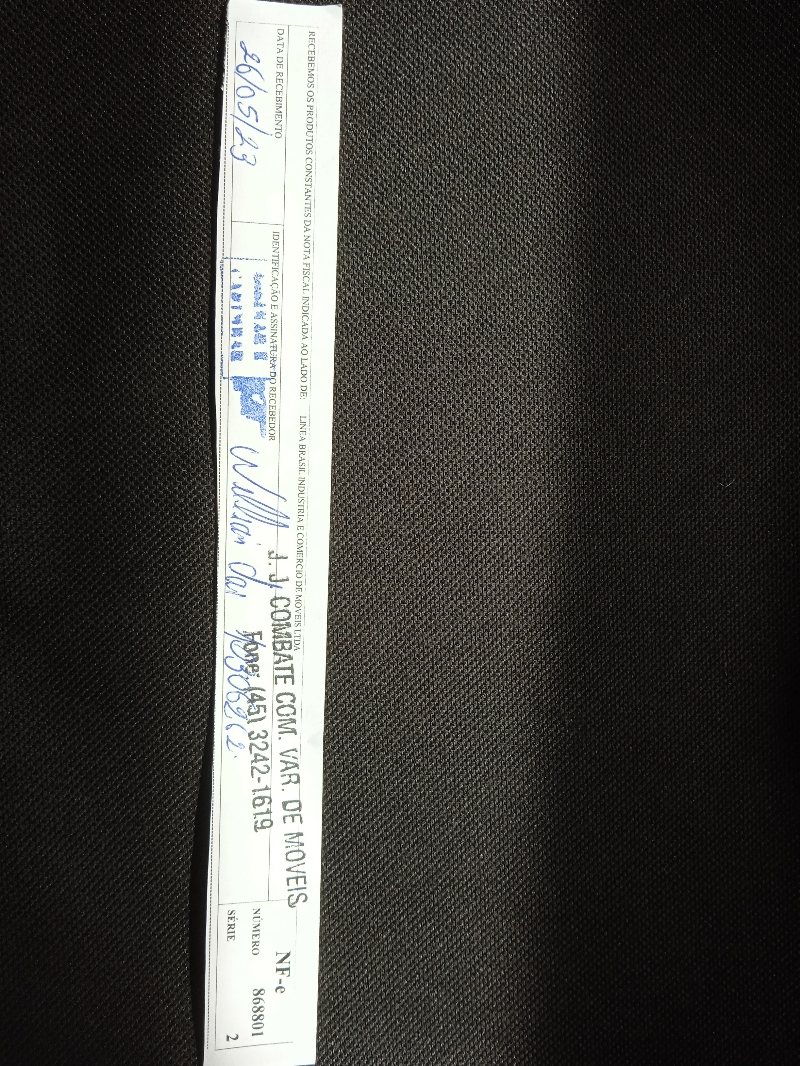 RECEBEMOS OS PRODUTOS CONSTANTES DA NOTA FISCAL INDICADA AO LADO DE: LINEA BRASIL INDUSTRIA E COMERCIO DE MOVEIS LTDA
DATA DE RECEBIMENTO
26/05/23
IDENTIFICAÇÃO E ASSINATURA DO RECEBEDOR
J. J. COMBATE COM. VAR. DE MOVEIS
Fone: (45) 3242-1619
NF-e
NÚMERO 868801
SÉRIE 2